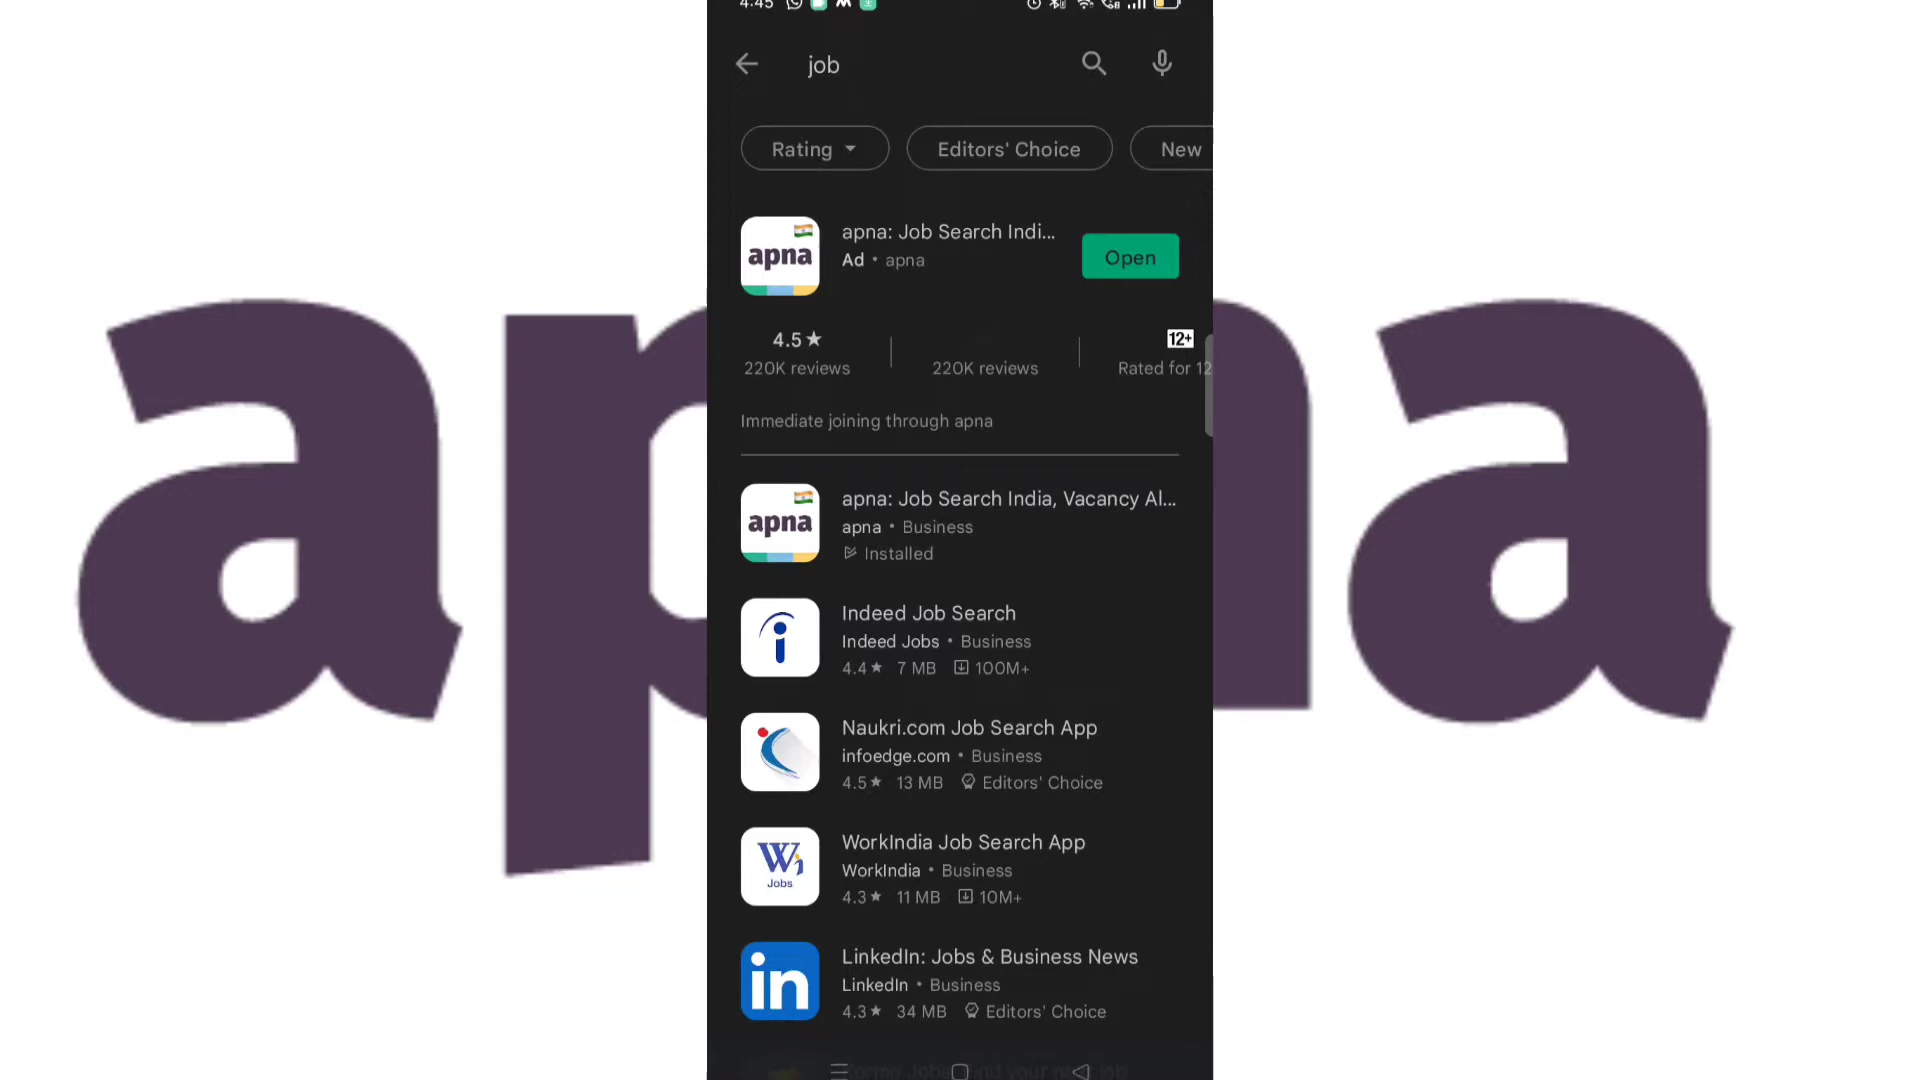 4:45
job
Rating
Editors' Choice
New
apna
apna: Job Search Indi...
Ad • apna
Open
4.5★
220K reviews
220K reviews
12+
Rated for 12
Immediate joining through apna
apna
apna: Job Search India, Vacancy Al...
apna • Business
Installed
Indeed Job Search
Indeed Jobs • Business
4.4★ 7 MB 100M+
Naukri.com Job Search App
infoedge.com • Business
4.5★ 13 MB Editors' Choice
Wi
Jobs
WorkIndia Job Search App
WorkIndia • Business
4.3★ 11 MB 10M+
in
LinkedIn: Jobs & Business News
LinkedIn • Business
4.3★ 34 MB Editors' Choice